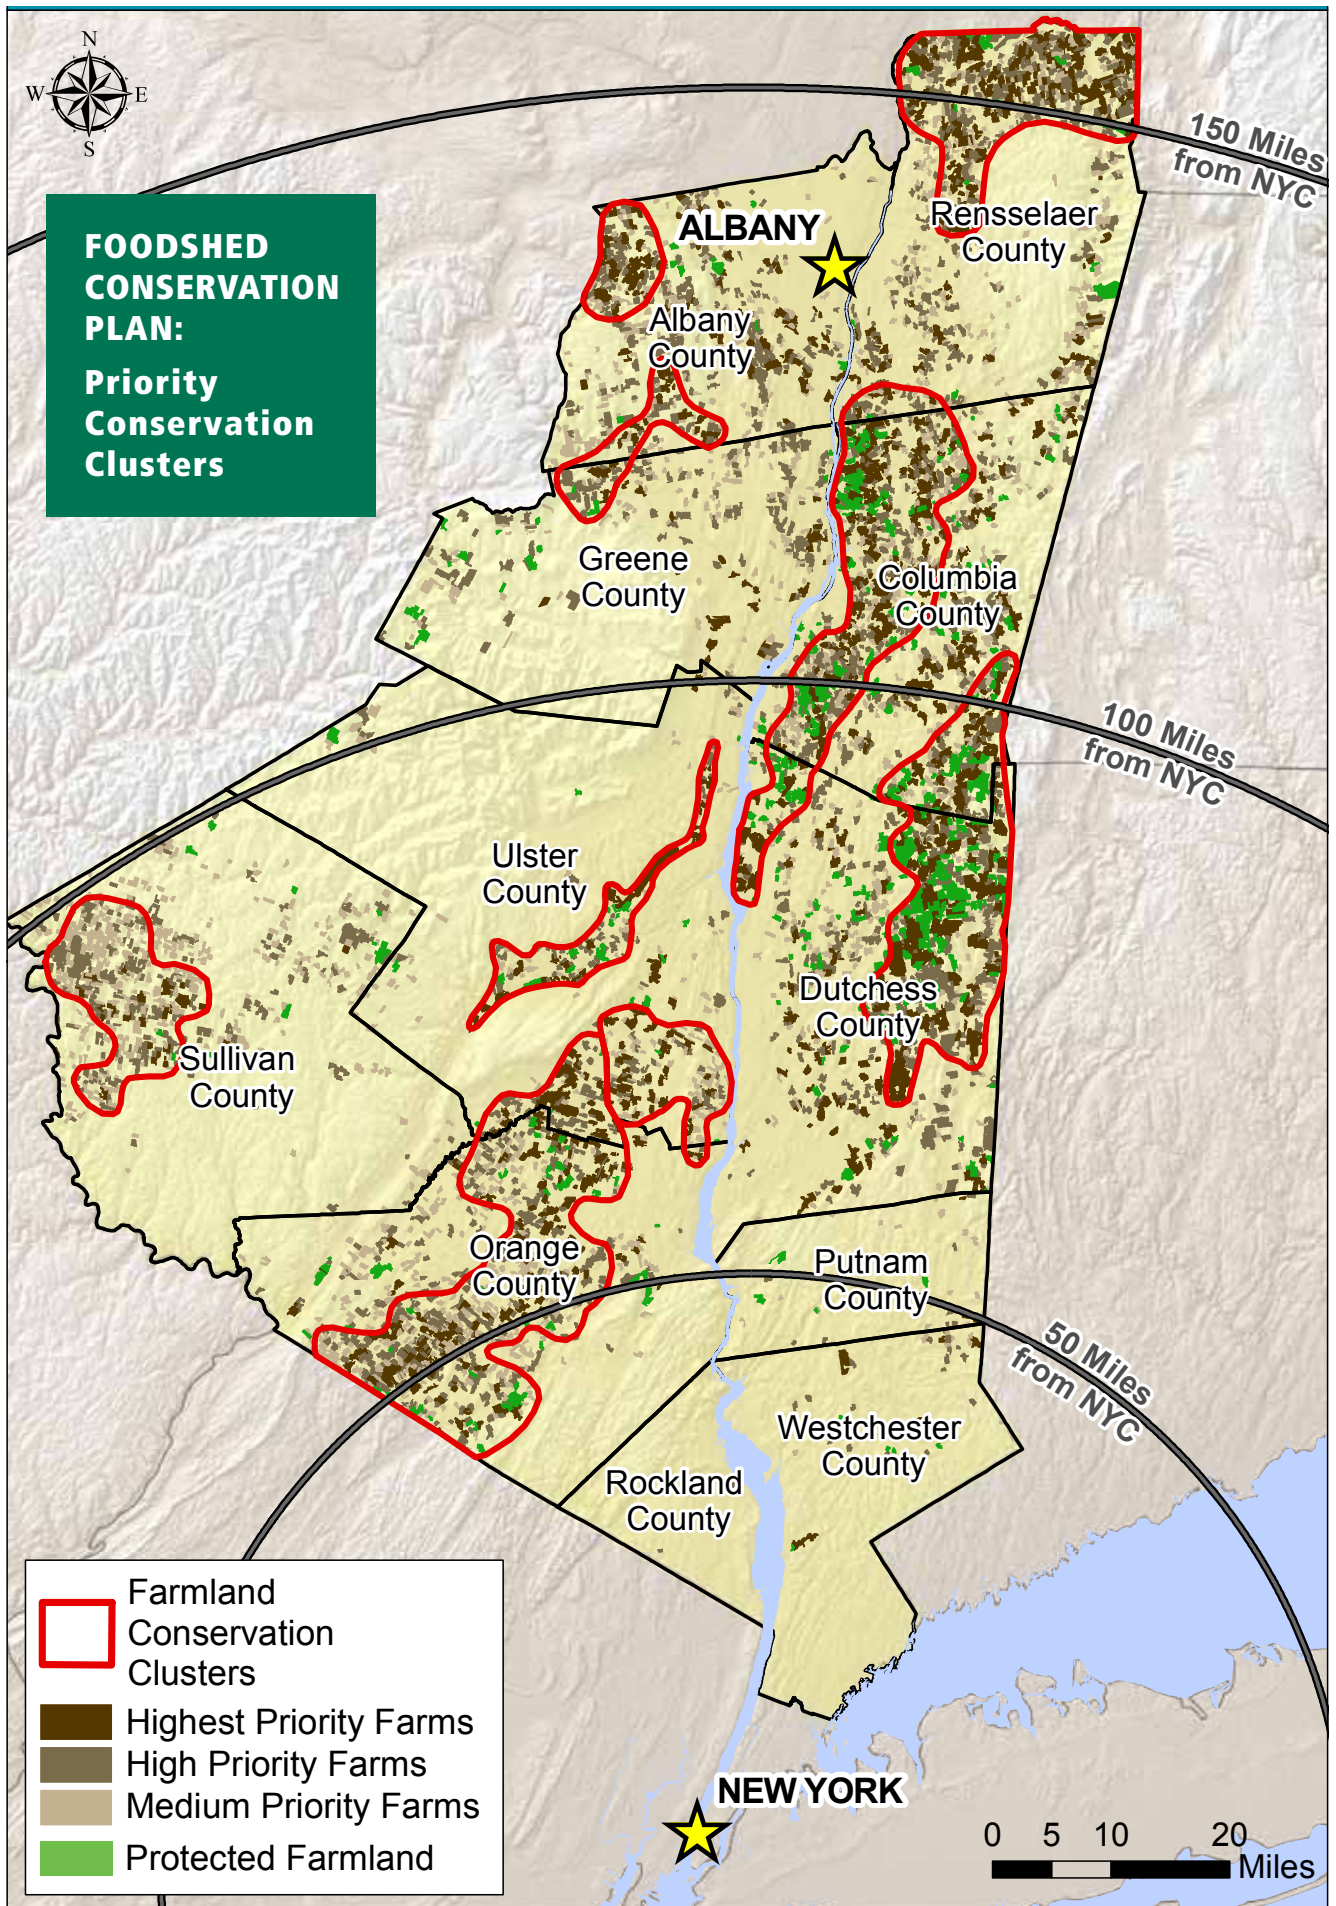 N
W E
S
150 Miles
from NYC
FOODSHED
CONSERVATION
PLAN:
Priority
Conservation
Clusters
ALBANY
Rensselaer
County
Albany
County
Greene
County
Columbia
County
100 Miles
from NYC
Ulster
County
Dutchess
County
Sullivan
County
Orange
County
Putnam
County
50 Miles
from NYC
Westchester
County
Rockland
County
Farmland
Conservation
Clusters
Highest Priority Farms
High Priority Farms
Medium Priority Farms
Protected Farmland
NEW YORK
0 5 10 20
Miles